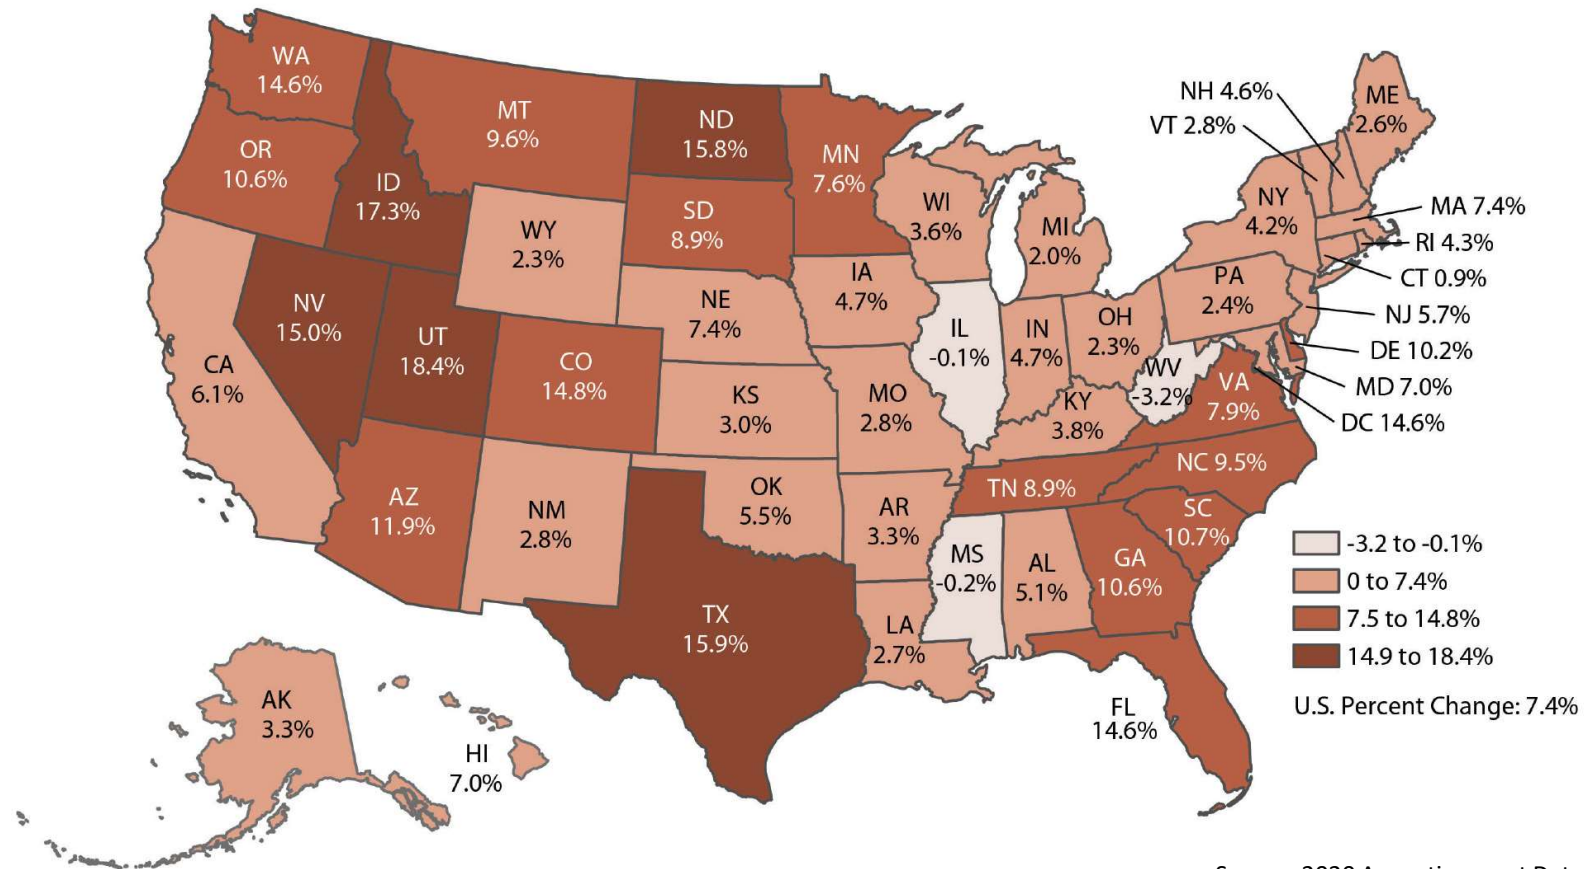 WA
14.6%
MT
9.6%
ND
15.8%
MN
7.6%
OR
10.6%
ID
17.3%
SD
8.9%
WY
2.3%
WI
3.6%
MI
2.0%
NH 4.6%
VT 2.8%
ME
2.6%
NY
4.2%
MA 7.4%
RI 4.3%
CT 0.9%
NJ 5.7%
DE 10.2%
MD 7.0%
DC 14.6%
PA
2.4%
NV
15.0%
UT
18.4%
CA
6.1%
CO
14.8%
NE
7.4%
IA
4.7%
IL
-0.1%
IN
4.7%
OH
2.3%
WV
-3.2%
VA
7.9%
KS
3.0%
MO
2.8%
KY
3.8%
NC 9.5%
TN 8.9%
SC
10.7%
AZ
11.9%
NM
2.8%
OK
5.5%
AR
3.3%
MS
-0.2%
AL
5.1%
GA
10.6%
TX
15.9%
LA
2.7%
FL
14.6%
AK
3.3%
HI
7.0%
-3.2 to -0.1%
0 to 7.4%
7.5 to 14.8%
14.9 to 18.4%
U.S. Percent Change: 7.4%